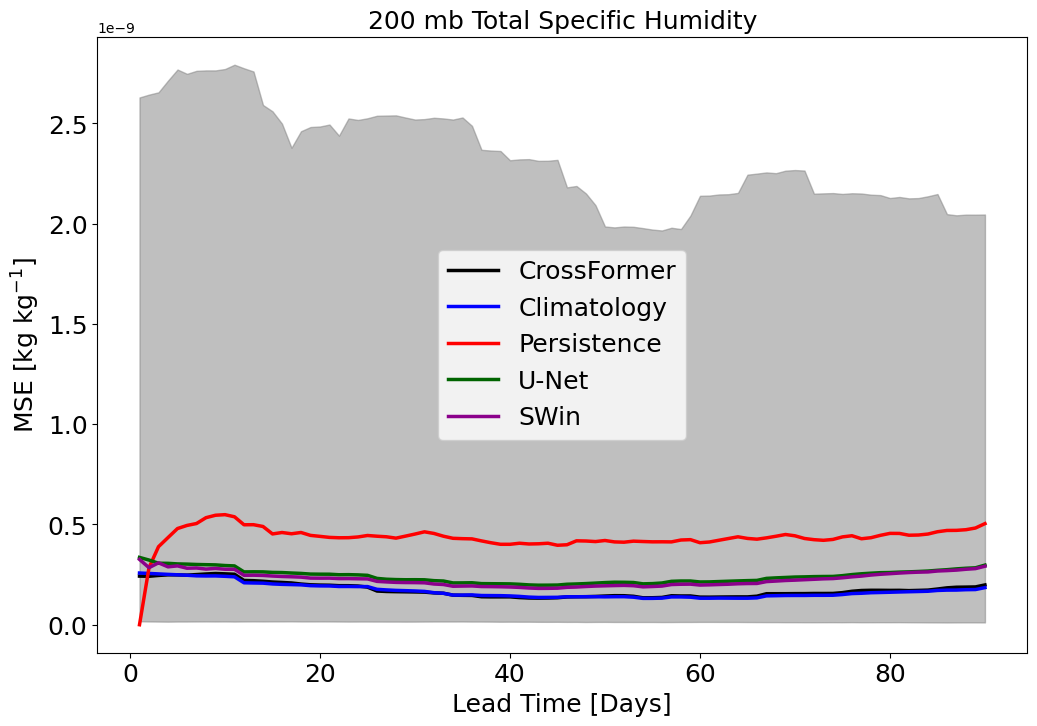 200 mb Total Specific Humidity
1e−9
MSE [kg kg⁻¹]
2.5
2.0
1.5
1.0
0.5
0.0
CrossFormer
Climatology
Persistence
U-Net
SWin
0 20 40 60 80
Lead Time [Days]